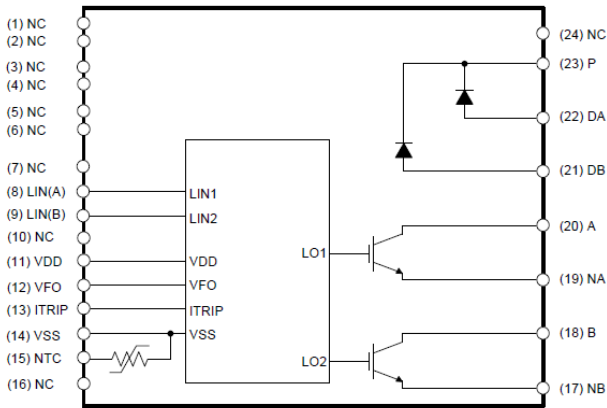 (1) NC
(2) NC
(3) NC
(4) NC
(5) NC
(6) NC
(7) NC
(8) LIN(A)
(9) LIN(B)
(10) NC
(11) VDD
(12) VFO
(13) ITRIP
(14) VSS
(15) NTC
(16) NC
LIN1
LIN2
VDD
VFO
ITRIP
VSS
LO1
LO2
(24) NC
(23) P
(22) DA
(21) DB
(20) A
(19) NA
(18) B
(17) NB